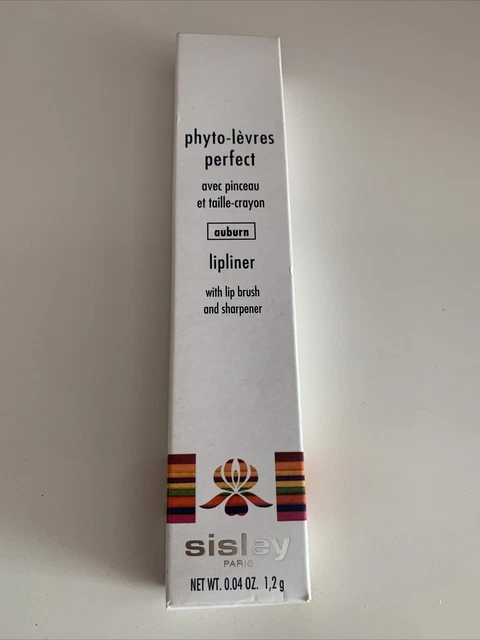 phyto-lèvres
perfect
avec pinceau
et taille-crayon
auburn
lipliner
with lip brush
and sharpener
sisley
PARIS
NET WT. 0.04 OZ. 1,2 g